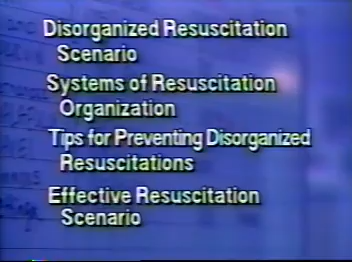 Disorganized Resuscitation
Scenario
Systems of Resuscitation
Organization
Tips for Preventing Disorganized
Resuscitations
Effective Resuscitation
Scenario